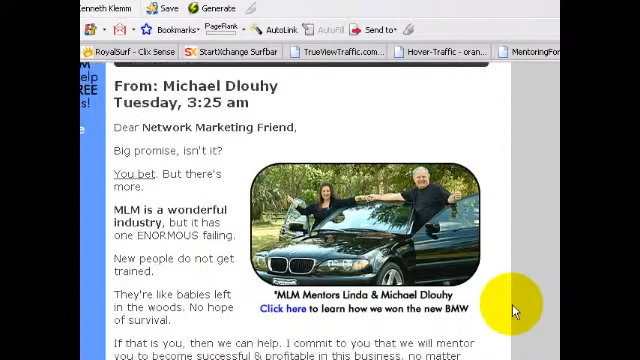 enneth Klemm Save Generate
Bookmarks PageRank AutoLink AutoFill Send to
RoyalSurf - Clix Sense StartXchange Surfbar TrueViewTraffic.com... Hover-Traffic - oran... MentoringFor
From: Michael Dlouhy
Tuesday, 3:25 am
help
REE
s!
e
Dear Network Marketing Friend,
Big promise, isn't it?
You bet. But there's
more.
MLM is a wonderful
industry, but it has
one ENORMOUS failing.
New people do not get
trained.
They're like babies left
in the woods. No hope
of survival.
"MLM Mentors Linda & Michael Dlouhy
Click here to learn how we won the new BMW
If that is you, then we can help. I commit to you that we will mentor
you to become successful & profitable in this business, no matter